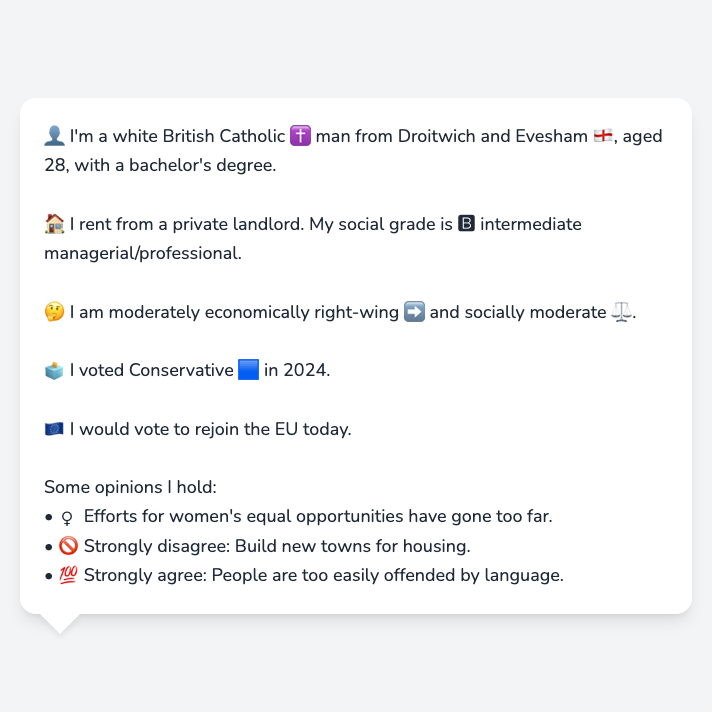 👤 I'm a white British Catholic ✝️ man from Droitwich and Evesham 🏴󠁧󠁢󠁥󠁮󠁧󠁿, aged
28, with a bachelor's degree.
🏠 I rent from a private landlord. My social grade is 🅱 intermediate
managerial/professional.
🤔 I am moderately economically right-wing ➡️ and socially moderate ⚖️.
🗳️ I voted Conservative 🟦 in 2024.
🇪🇺 I would vote to rejoin the EU today.
Some opinions I hold:
• ♀ Efforts for women's equal opportunities have gone too far.
• 🚫 Strongly disagree: Build new towns for housing.
• 💯 Strongly agree: People are too easily offended by language.